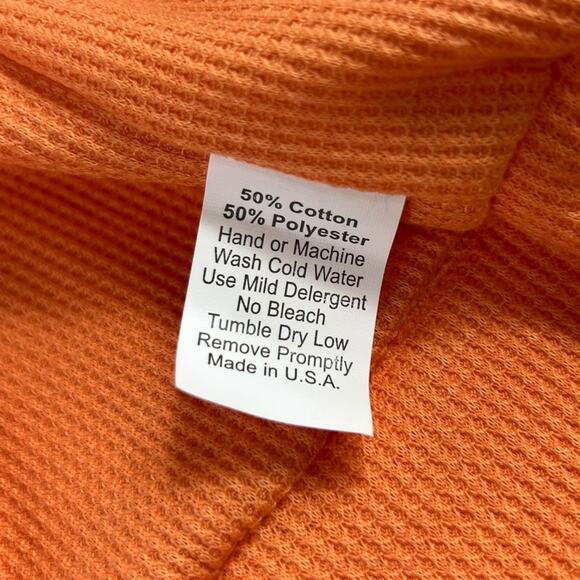 50% Cotton
50% Polyester
Hand or Machine
Wash Cold Water
Use Mild Delergent
No Bleach
Tumble Dry Low
Remove Promptly
Made in U.S.A.